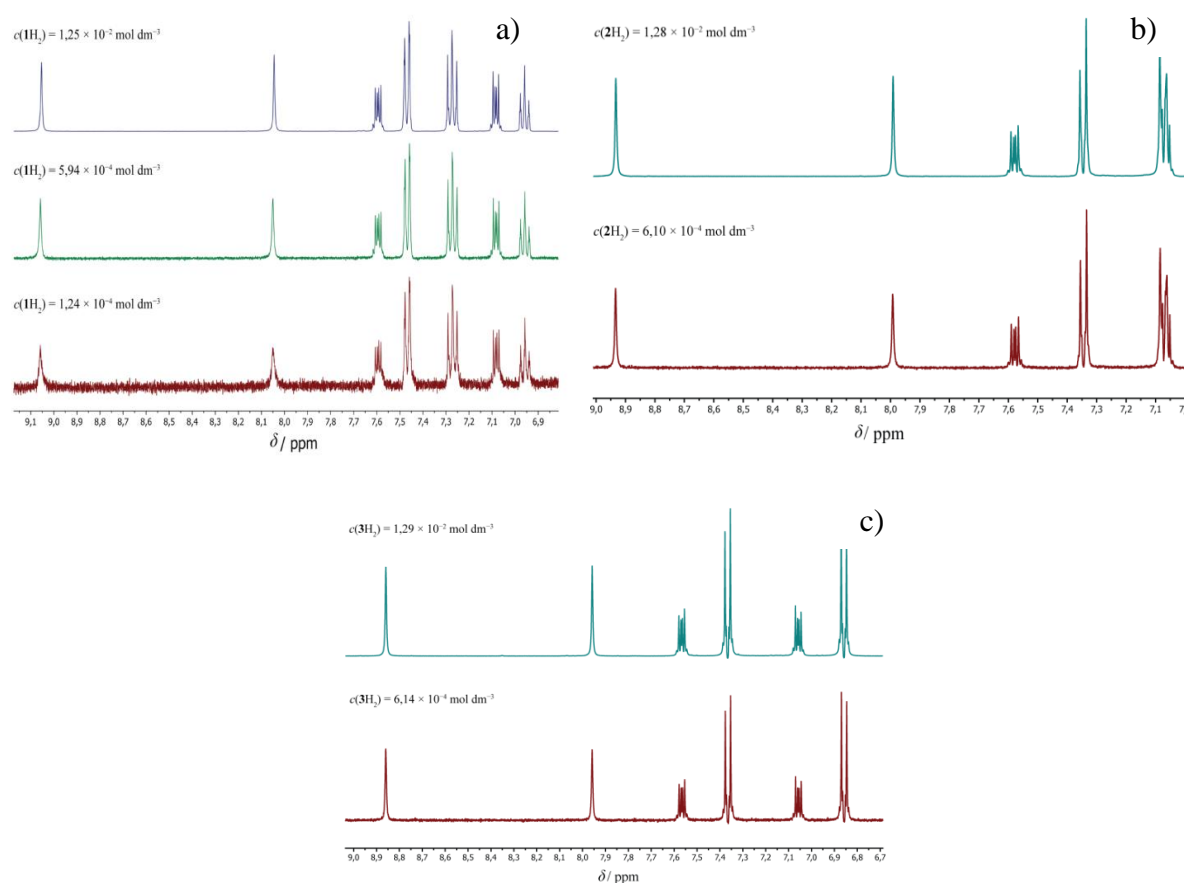 a)
c(1H₂) = 1,25 × 10⁻² mol dm⁻³
c(1H₂) = 5,94 × 10⁻⁴ mol dm⁻³
c(1H₂) = 1,24 × 10⁻⁴ mol dm⁻³
9,1 8,9 8,7 8,5 8,3 8,2 8,1 8,0 7,9 7,8 7,7 7,6 7,5 7,4 7,3 7,2 7,1 7,0 6,9
δ / ppm
b)
c(2H₂) = 1,28 × 10⁻² mol dm⁻³
c(2H₂) = 6,10 × 10⁻⁴ mol dm⁻³
9,0 8,9 8,8 8,7 8,6 8,5 8,4 8,3 8,2 8,1 8,0 7,9 7,8 7,7 7,6 7,5 7,4 7,3 7,2 7,1
δ/ ppm
c)
c(3H₂) = 1,29 × 10⁻² mol dm⁻³
c(3H₂) = 6,14 × 10⁻⁴ mol dm⁻³
9,0 8,9 8,8 8,7 8,6 8,5 8,4 8,3 8,2 8,1 8,0 7,9 7,8 7,7 7,6 7,5 7,4 7,3 7,2 7,1 7,0 6,9 6,8 6,7
δ/ ppm